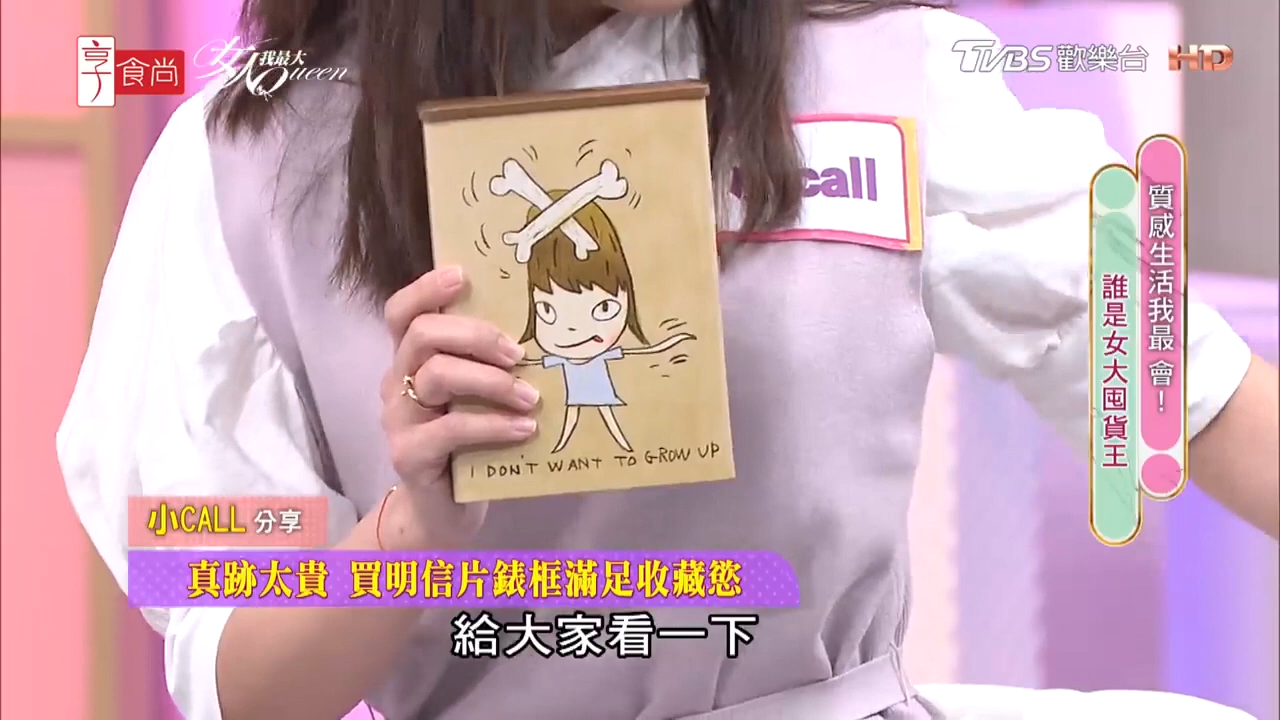 享
食尚
女人我最大
Queen
TVBS歡樂台 HD
call
質感生活我最會！
誰是女大囤貨王
I DON'T WANT TO GROW UP
小CALL 分享
真跡太貴 買明信片錶框滿足收藏慾
給大家看一下